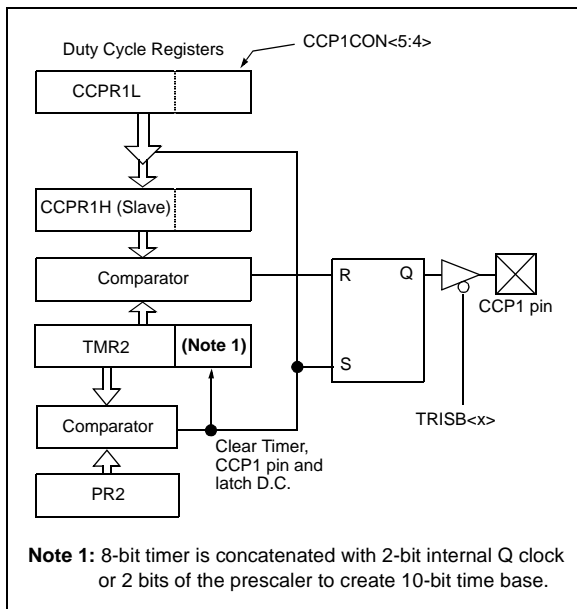 Duty Cycle Registers
CCP1CON<5:4>
CCPR1L
CCPR1H (Slave)
Comparator
TMR2
(Note 1)
Comparator
PR2
Clear Timer,
CCP1 pin and
latch D.C.
R
Q
S
CCP1 pin
TRISB<x>
Note 1: 8-bit timer is concatenated with 2-bit internal Q clock
or 2 bits of the prescaler to create 10-bit time base.